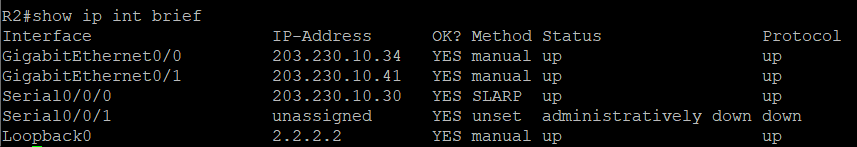 R2#show ip int brief
Interface IP-Address OK? Method Status Protocol
GigabitEthernet0/0 203.230.10.34 YES manual up up
GigabitEthernet0/1 203.230.10.41 YES manual up up
Serial0/0/0 203.230.10.30 YES SLARP up up
Serial0/0/1 unassigned YES unset administratively down down
Loopback0 2.2.2.2 YES manual up up